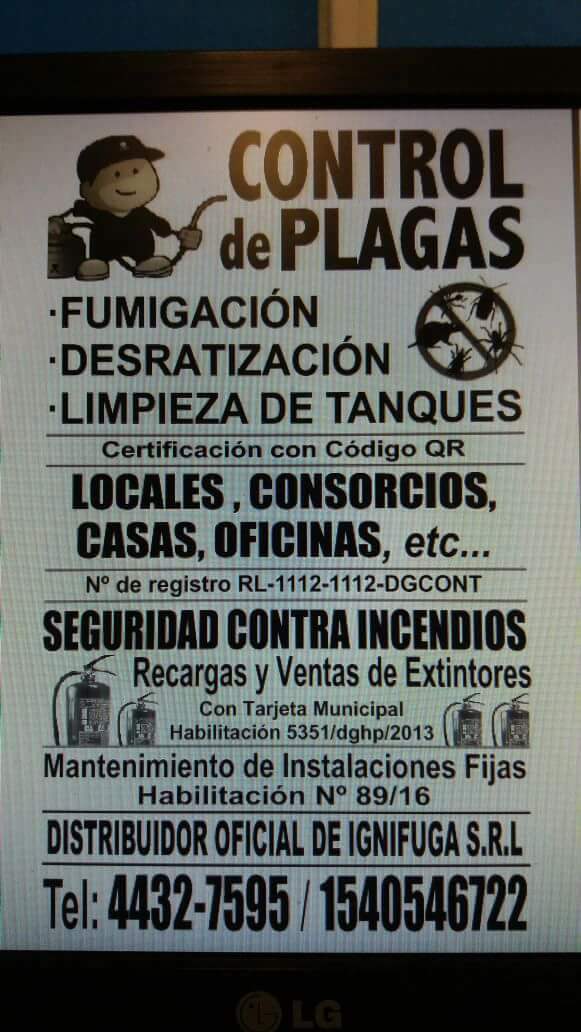 CONTROL
de PLAGAS
·FUMIGACIÓN
·DESRATIZACIÓN
·LIMPIEZA DE TANQUES
Certificación con Código QR
LOCALES , CONSORCIOS,
CASAS, OFICINAS, etc...
Nº de registro RL-1112-1112-DGCONT
SEGURIDAD CONTRA INCENDIOS
Recargas y Ventas de Extintores
Con Tarjeta Municipal
Habilitación 5351/dghp/2013
Mantenimiento de Instalaciones Fijas
Habilitación Nº 89/16
DISTRIBUIDOR OFICIAL DE IGNIFUGA S.R.L
Tel: 4432-7595 / 1540546722
LG